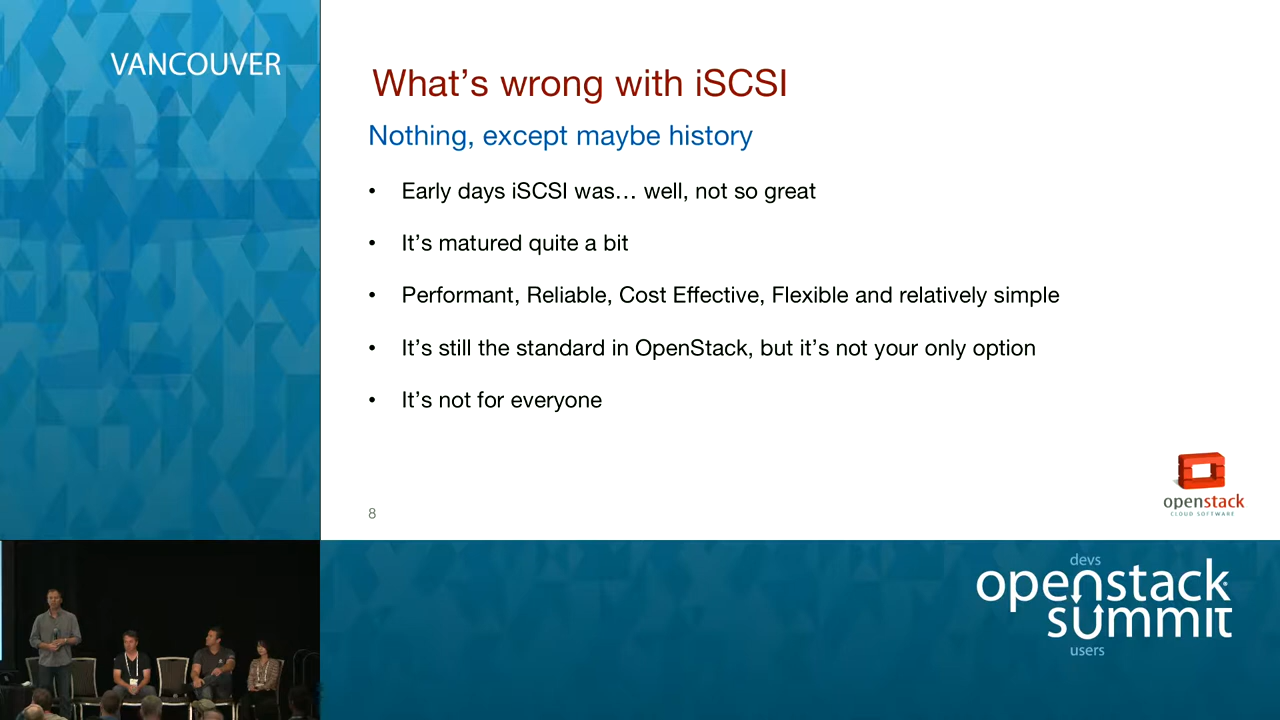 VANCOUVER
What's wrong with iSCSI
Nothing, except maybe history
• Early days iSCSI was… well, not so great
• It's matured quite a bit
• Performant, Reliable, Cost Effective, Flexible and relatively simple
• It's still the standard in OpenStack, but it's not your only option
• It's not for everyone
8
openstack
CLOUD SOFTWARE
devs
openstack
summit
users